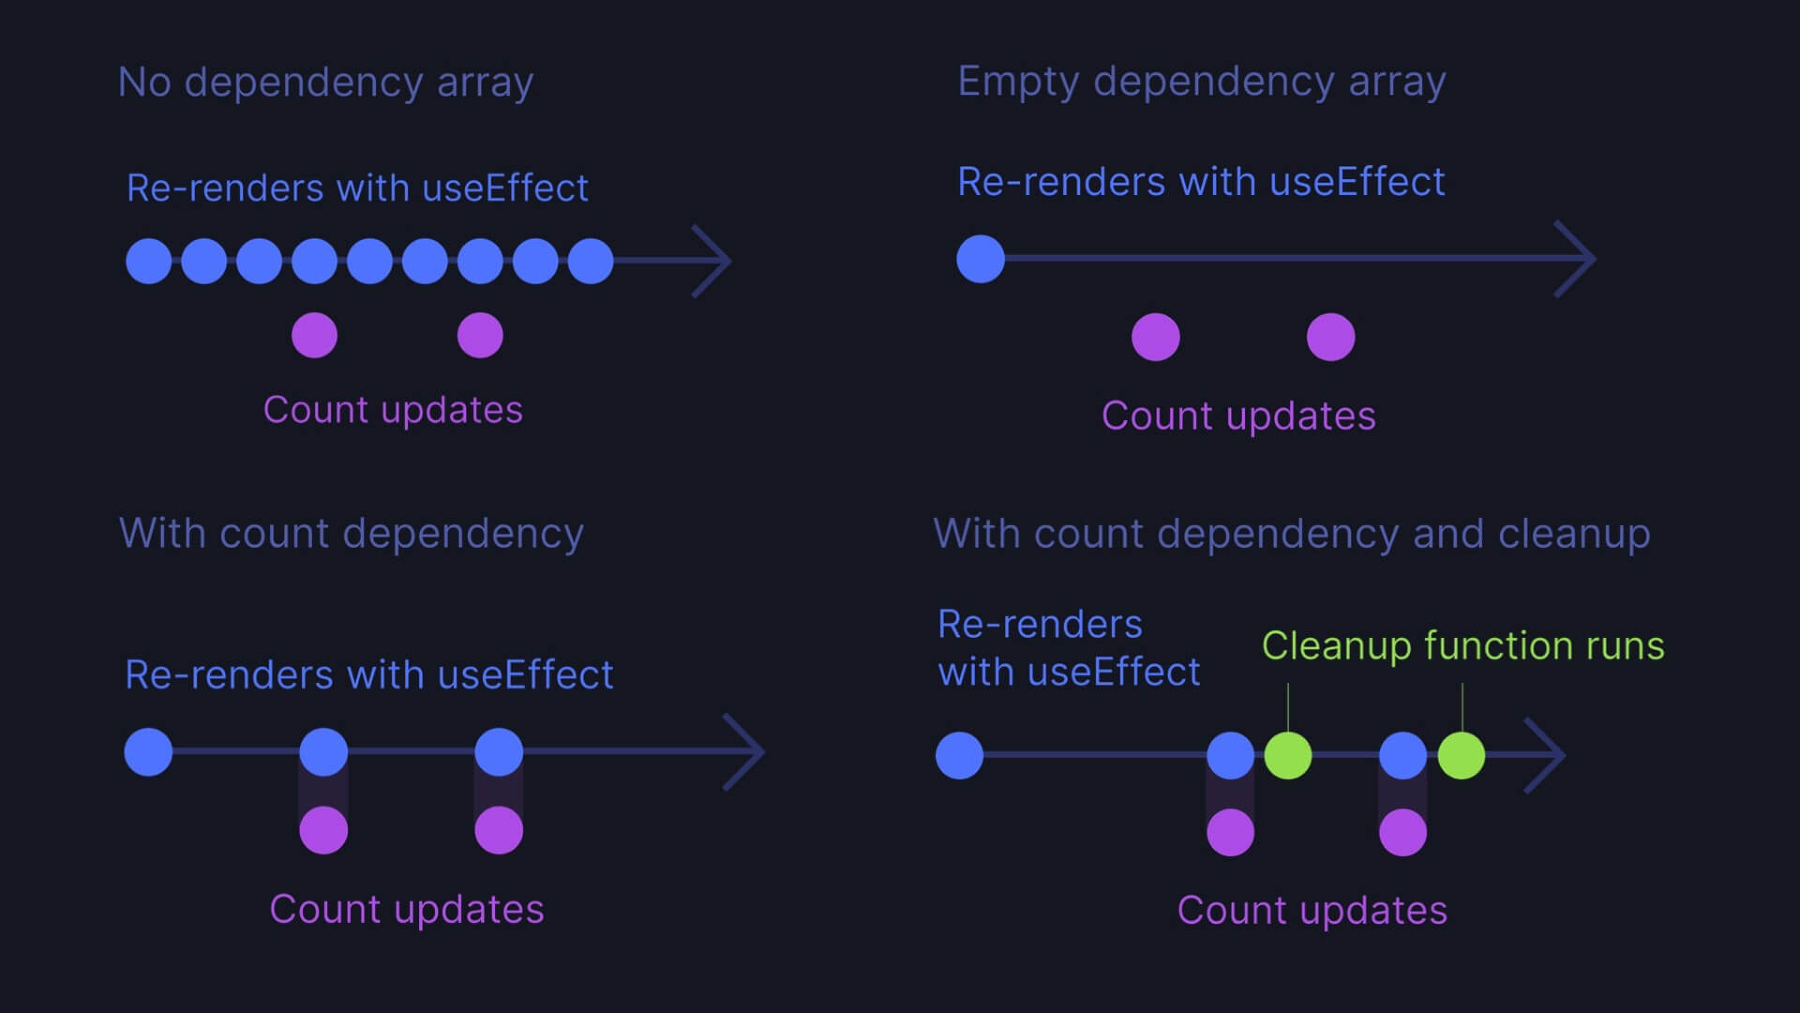 No dependency array
Re-renders with useEffect
Count updates
Empty dependency array
Re-renders with useEffect
Count updates
With count dependency
Re-renders with useEffect
Count updates
With count dependency and cleanup
Re-renders
with useEffect
Cleanup function runs
Count updates